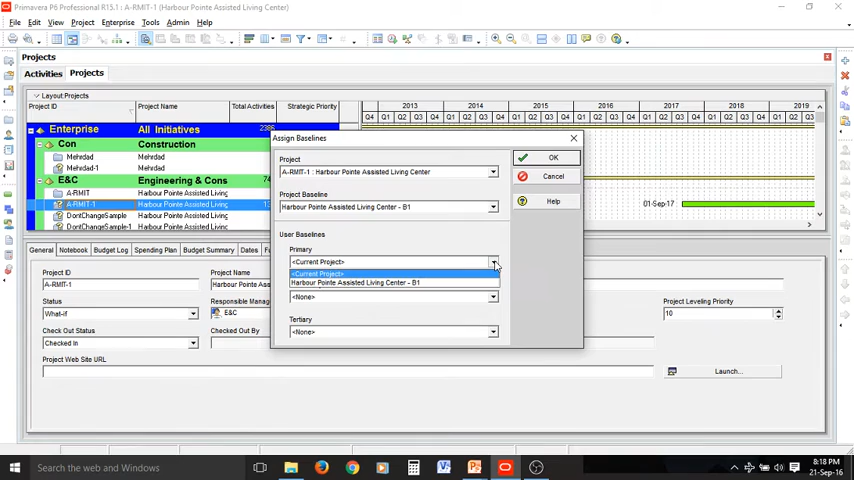 Primavera P6 Professional R15.1 : A-RMIT-1 (Harbour Pointe Assisted Living Center)
File Edit View Project Enterprise Tools Admin Help
Projects
Activities Projects
Layout:Projects
Project ID Project Name Total Activities Strategic Priority
2013 2014 2015 2016 2017 2018 2019
Q4 Q1 Q2 Q3 Q4 Q1 Q2 Q3 Q4 Q1 Q2 Q3 Q4 Q1 Q2 Q3 Q4 Q1 Q2 Q3 Q4 Q1 Q2 Q3 Q4 Q1 Q2
Enterprise All Initiatives 2386
Con Construction
Mehrdad Mehrdad
Mehrdad-1 Mehrdad
E&C Engineering & Cons 74
A-RMIT Harbour Pointe Assisted Living
A-RMIT-1 Harbour Pointe Assisted Living
01-Sep-17
DontChangeSample Harbour Pointe Assisted Living
DontChangeSample-1 Harbour Pointe Assisted Living
Assign Baselines
Project
A-RMIT-1 : Harbour Pointe Assisted Living Center
Project Baseline
Harbour Pointe Assisted Living Center - B1
User Baselines
Primary
<Current Project>
<Current Project>
Harbour Pointe Assisted Living Center - B1
<None>
Tertiary
<None>
OK
Cancel
Help
General Notebook Budget Log Spending Plan Budget Summary Dates
Project ID Project Name
A-RMIT-1 Harbour Pointe Ass
Status Responsible Manag
What-if E&C
Project Leveling Priority
10
Check Out Status Checked Out By
Checked In
Project Web Site URL
Launch...
Search the web and Windows
8:18 PM
21-Sep-16